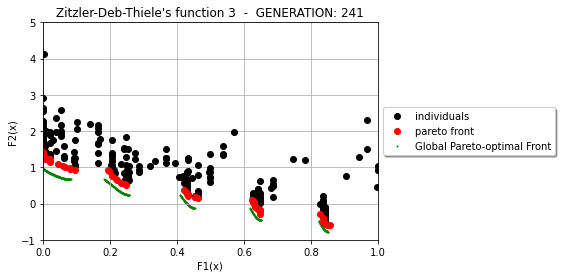 Zitzler-Deb-Thiele's function 3 - GENERATION: 241
5
4
3
2
1
0
−1
F2(x)
0.0 0.2 0.4 0.6 0.8 1.0
F1(x)
individuals
pareto front
Global Pareto-optimal Front